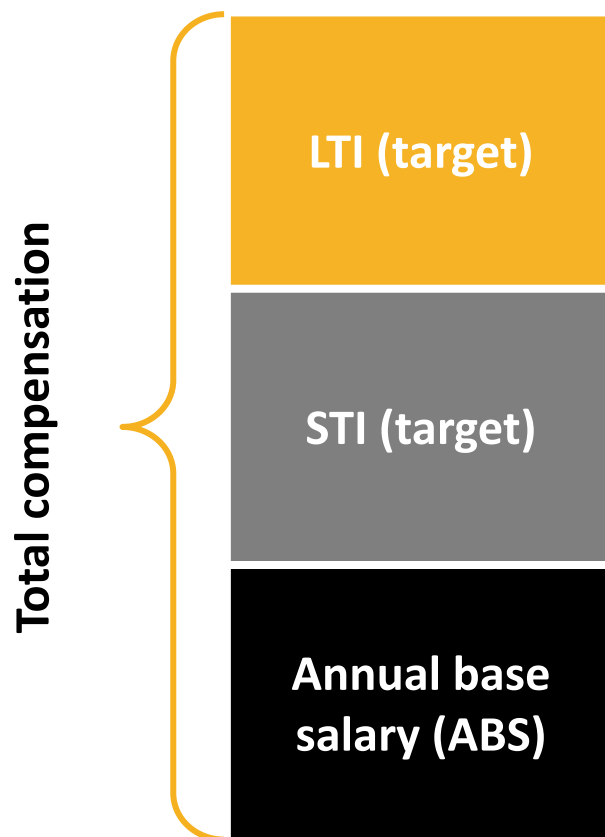 Total compensation
LTI (target)
STI (target)
Annual base
salary (ABS)